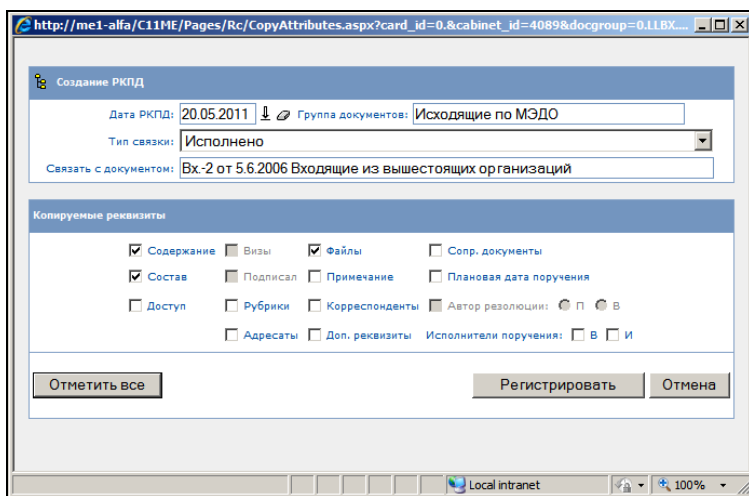 http://me1-alfa/C11ME/Pages/Rc/CopyAttributes.aspx?card_id=0.&cabinet_id=4089&docgroup=0.LLBX....
Создание РКПД
Дата РКПД: 20.05.2011 Группа документов: Исходящие по МЭДО
Тип связки: Исполнено
Связать с документом: Вх.-2 от 5.6.2006 Входящие из вышестоящих организаций
Копируемые реквизиты
Содержание Визы Файлы Сопр. документы
Состав Подписал Примечание Плановая дата поручения
Доступ Рубрики Корреспонденты Автор резолюции: П В
Адресаты Доп. реквизиты Исполнители поручения: В И
Отметить все Регистрировать Отмена
Local intranet 100%